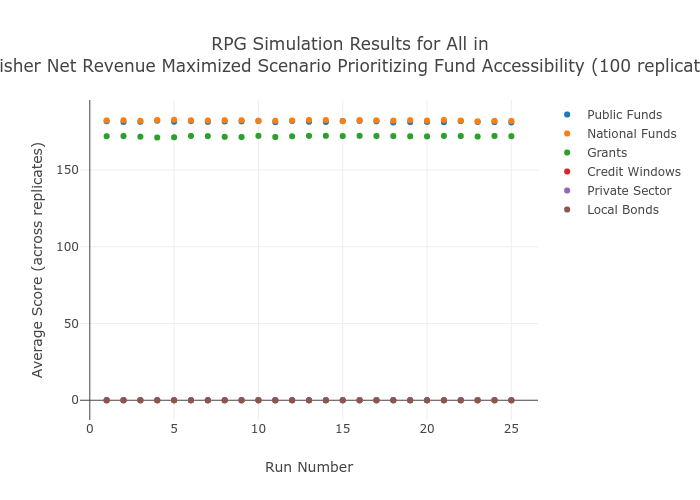 RPG Simulation Results for All in
isher Net Revenue Maximized Scenario Prioritizing Fund Accessibility (100 replicat
Average Score (across replicates)
150
100
50
0
0
5
10
15
20
25
Run Number
Public Funds
National Funds
Grants
Credit Windows
Private Sector
Local Bonds